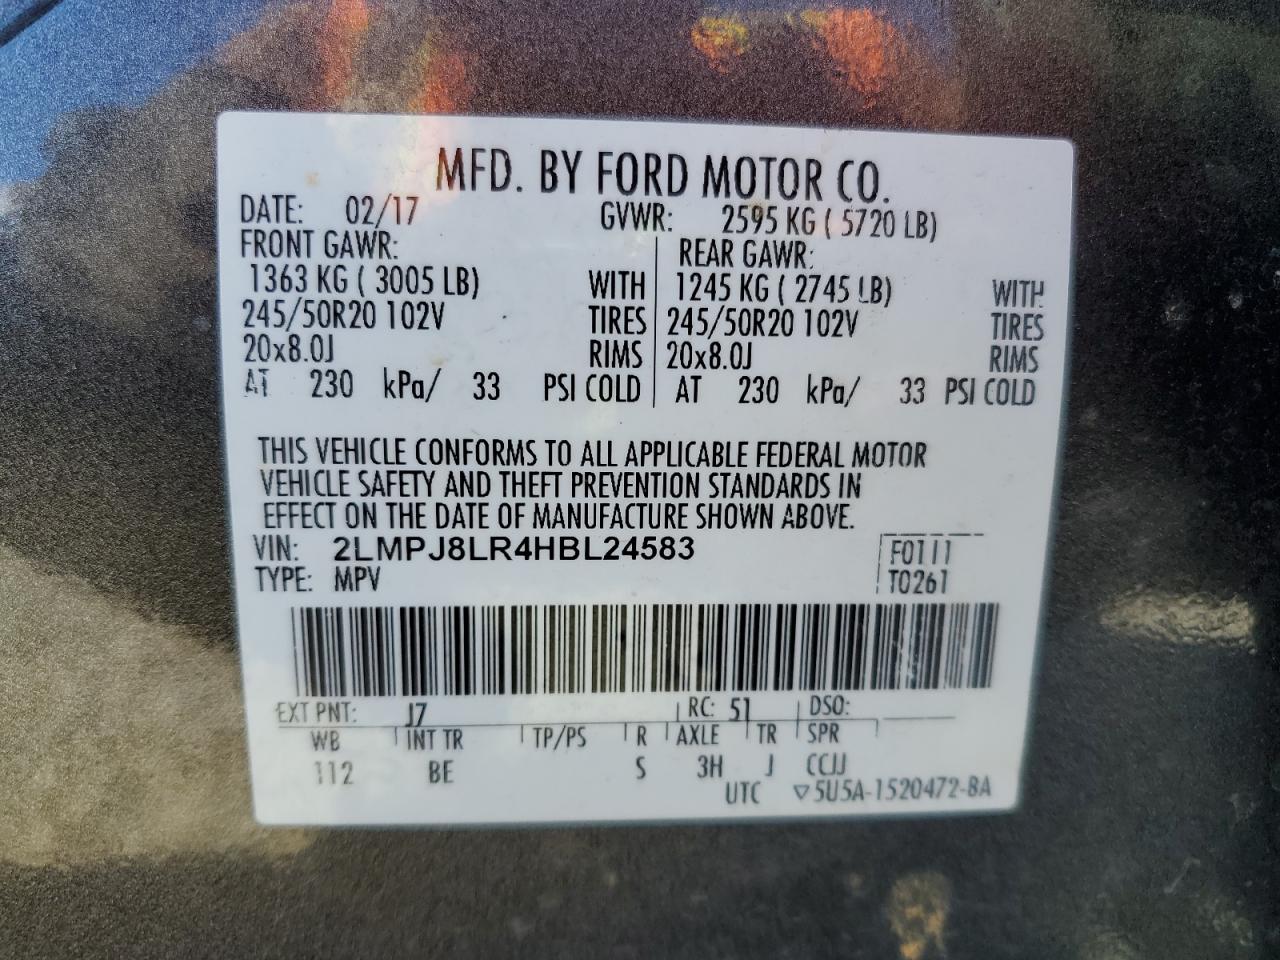 MFD. BY FORD MOTOR CO.
DATE: 02/17 GVWR: 2595 KG ( 5720 LB)
FRONT GAWR: REAR GAWR:
1363 KG ( 3005 LB) WITH 1245 KG ( 2745 LB) WITH
245/50R20 102V TIRES 245/50R20 102V TIRES
20x8.0J RIMS 20x8.0J RIMS
AT 230 kPa/ 33 PSI COLD AT 230 kPa/ 33 PSI COLD
THIS VEHICLE CONFORMS TO ALL APPLICABLE FEDERAL MOTOR
VEHICLE SAFETY AND THEFT PREVENTION STANDARDS IN
EFFECT ON THE DATE OF MANUFACTURE SHOWN ABOVE.
VIN: 2LMPJ8LR4HBL24583 F0111
TYPE: MPV T0261
EXT PNT: J7 RC: 51 DSO:
WB INT TR TP/PS R AXLE TR SPR
112 BE S 3H J CCJJ
UTC ▽5U5A-1520472-BA